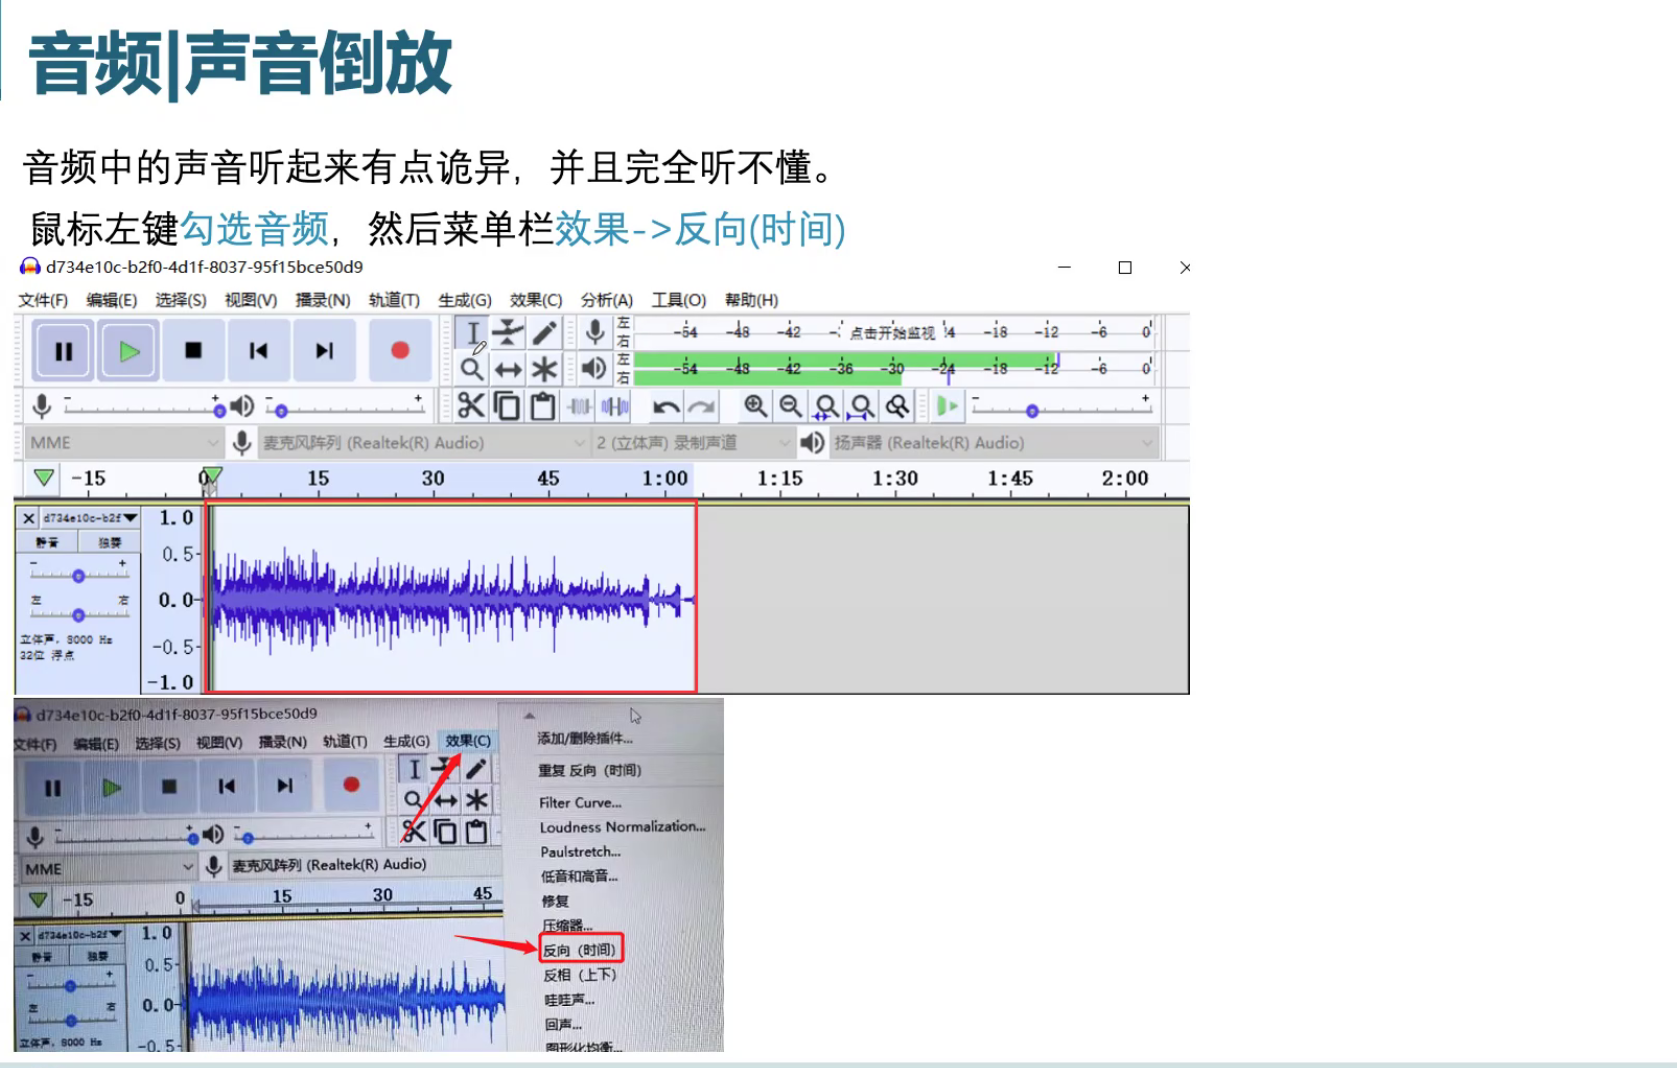 音频|声音倒放
音频中的声音听起来有点诡异，并且完全听不懂。
鼠标左键勾选音频，然后菜单栏效果->反向(时间)
d734e10c-b2f0-4d1f-8037-95f15bce50d9
文件(F) 编辑(E) 选择(S) 视图(V) 播录(N) 轨道(T) 生成(G) 效果(C) 分析(A) 工具(O) 帮助(H)
左 右 -54 -48 -42 点击开始监视 -18 -12 -6 0
左 右 -54 -48 -42 -36 -30 -24 -18 -12 -6 0
MME 麦克风阵列 (Realtek(R) Audio) 2 (立体声) 录制声道 扬声器 (Realtek(R) Audio)
-15 0 15 30 45 1:00 1:15 1:30 1:45 2:00
d734e10c-b2f
静音 独奏
左 右
立体声, 8000 Hz
32位 浮点
1.0
0.5
0.0
-0.5
-1.0
d734e10c-b2f0-4d1f-8037-95f15bce50d9
文件(F) 编辑(E) 选择(S) 视图(V) 播录(N) 轨道(T) 生成(G) 效果(C)
MME 麦克风阵列 (Realtek(R) Audio)
-15 0 15 30 45
d734e10c-b2f
静音 独奏
左 右
立体声, 8000 Hz
1.0
0.5
0.0
-0.5
添加/删除插件...
重复 反向 (时间)
Filter Curve...
Loudness Normalization...
Paulstretch...
低音和高音...
修复
压缩器...
反向 (时间)
反相 (上下)
哇哇声...
回声...
图形化均衡...